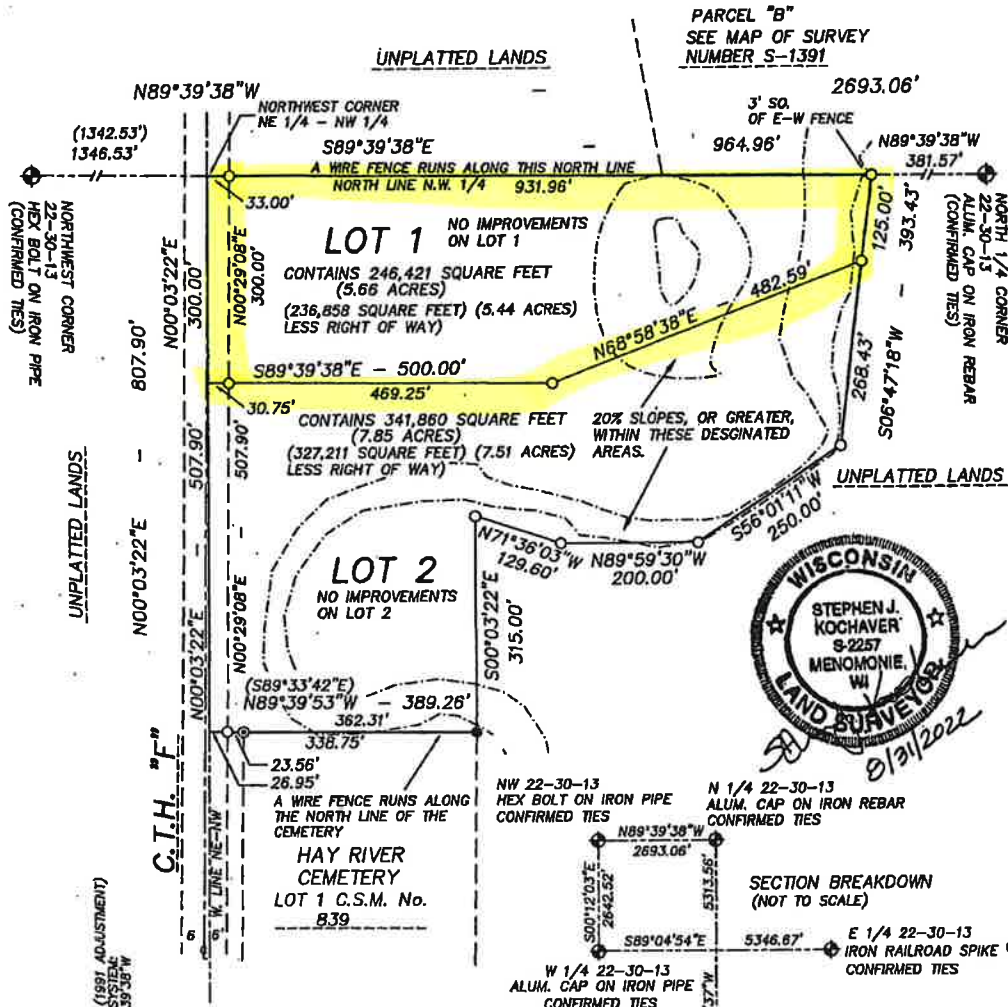 PARCEL "B"
SEE MAP OF SURVEY
NUMBER S-1391
UNPLATTED LANDS
N89°39'38"W
-
2693.06'
NORTHWEST CORNER
NE 1/4 - NW 1/4
3' SO.
OF E-W FENCE
(1342.53')
1346.53'
S89°39'38"E
964.96'
N89°39'38"W
381.57'
A WIRE FENCE RUNS ALONG THIS NORTH LINE
NORTH LINE N.W. 1/4
931.96'
33.00'
NORTHWEST CORNER
22-30-13
HEX BOLT ON IRON PIPE
(CONFIRMED TIES)
NORTH 1/4 CORNER
22-30-13
ALUM. CAP ON IRON REBAR
(CONFIRMED TIES)
N00°03'22"E
300.00'
N00°29'08"E
300.00'
LOT 1
NO IMPROVEMENTS
ON LOT 1
CONTAINS 246,421 SQUARE FEET
(5.66 ACRES)
(236,858 SQUARE FEET) (5.44 ACRES)
LESS RIGHT OF WAY)
125.00'
393.43'
-
S06°47'18"W
268.43'
482.59'
N68°58'38"E
S89°39'38"E - 500.00'
469.25'
30.75'
807.90'
-
N00°03'22"E
UNPLATTED LANDS
507.90'
-
N00°03'22"E
507.90'
-
N00°29'08"E
CONTAINS 341,860 SQUARE FEET
(7.85 ACRES)
(327,211 SQUARE FEET) (7.51 ACRES)
LESS RIGHT OF WAY)
20% SLOPES, OR GREATER,
WITHIN THESE DESGINATED
AREAS.
UNPLATTED LANDS
S56°01'11"W
250.00'
N71°36'03"W
129.60'
N89°59'30"W
200.00'
LOT 2
NO IMPROVEMENTS
ON LOT 2
S00°03'22"E
315.00'
WISCONSIN
STEPHEN J.
KOCHAVER
S-2257
MENOMONIE,
WI
LAND SURVEYOR
8/31/2022
(S89°33'42"E)
N89°39'53"W - 389.26'
362.31'
338.75'
23.56'
26.95'
C.T.H. "F"
W. LINE NE-NW
6
6'
A WIRE FENCE RUNS ALONG
THE NORTH LINE OF THE
CEMETERY
HAY RIVER
CEMETERY
LOT 1 C.S.M. No.
839
NW 22-30-13
HEX BOLT ON IRON PIPE
CONFIRMED TIES
N 1/4 22-30-13
ALUM. CAP ON IRON REBAR
CONFIRMED TIES
N89°39'38"W
2693.06'
S00°12'03"E
2642.52'
5313.56'
37"W
SECTION BREAKDOWN
(NOT TO SCALE)
S89°04'54"E
5346.67'
E 1/4 22-30-13
IRON RAILROAD SPIKE
CONFIRMED TIES
W 1/4 22-30-13
ALUM. CAP ON IRON PIPE
CONFIRMED TIES
(1991 ADJUSTMENT)
SYSTEM:
39'38"W